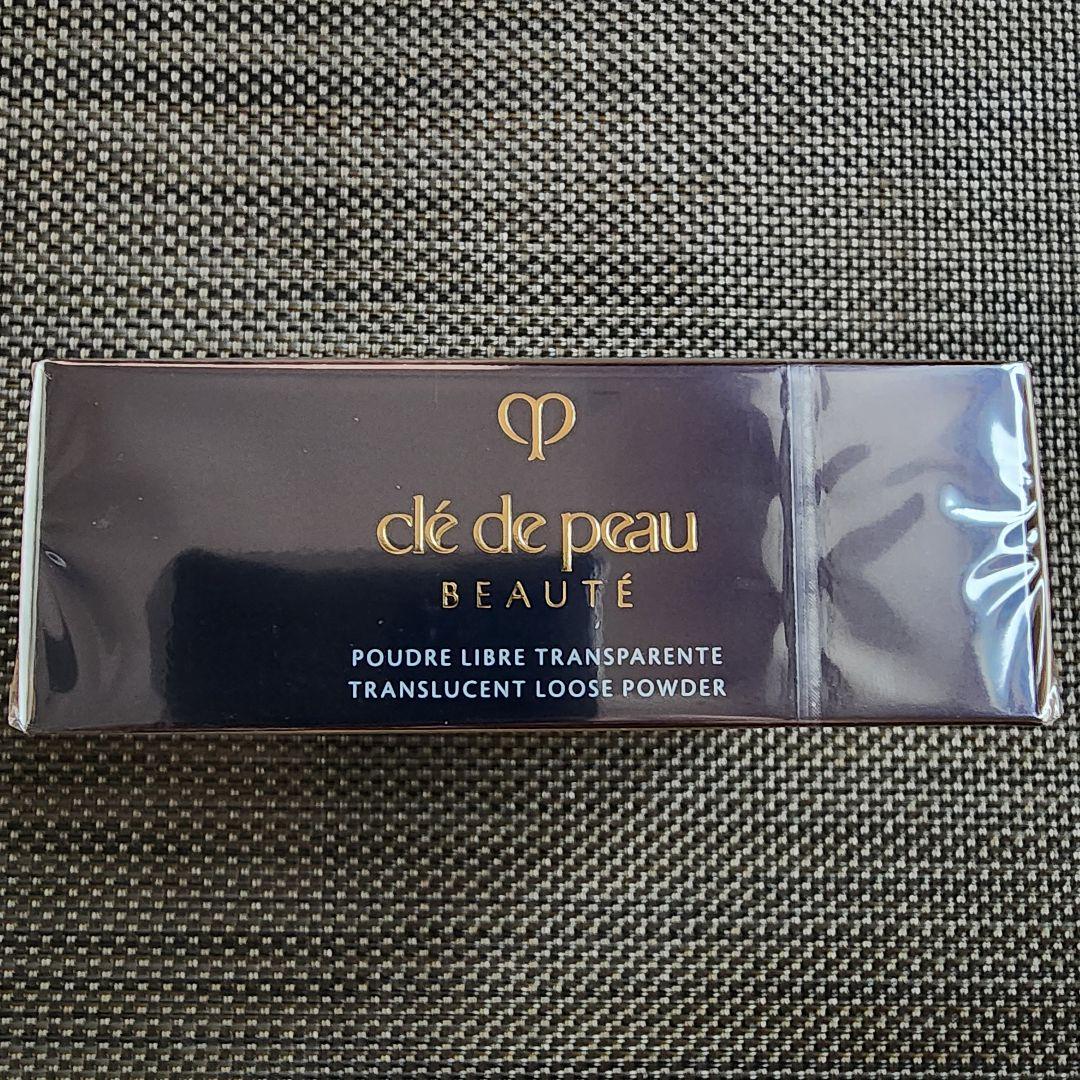 clé de peau
BEAUTÉ
POUDRE LIBRE TRANSPARENTE
TRANSLUCENT LOOSE POWDER